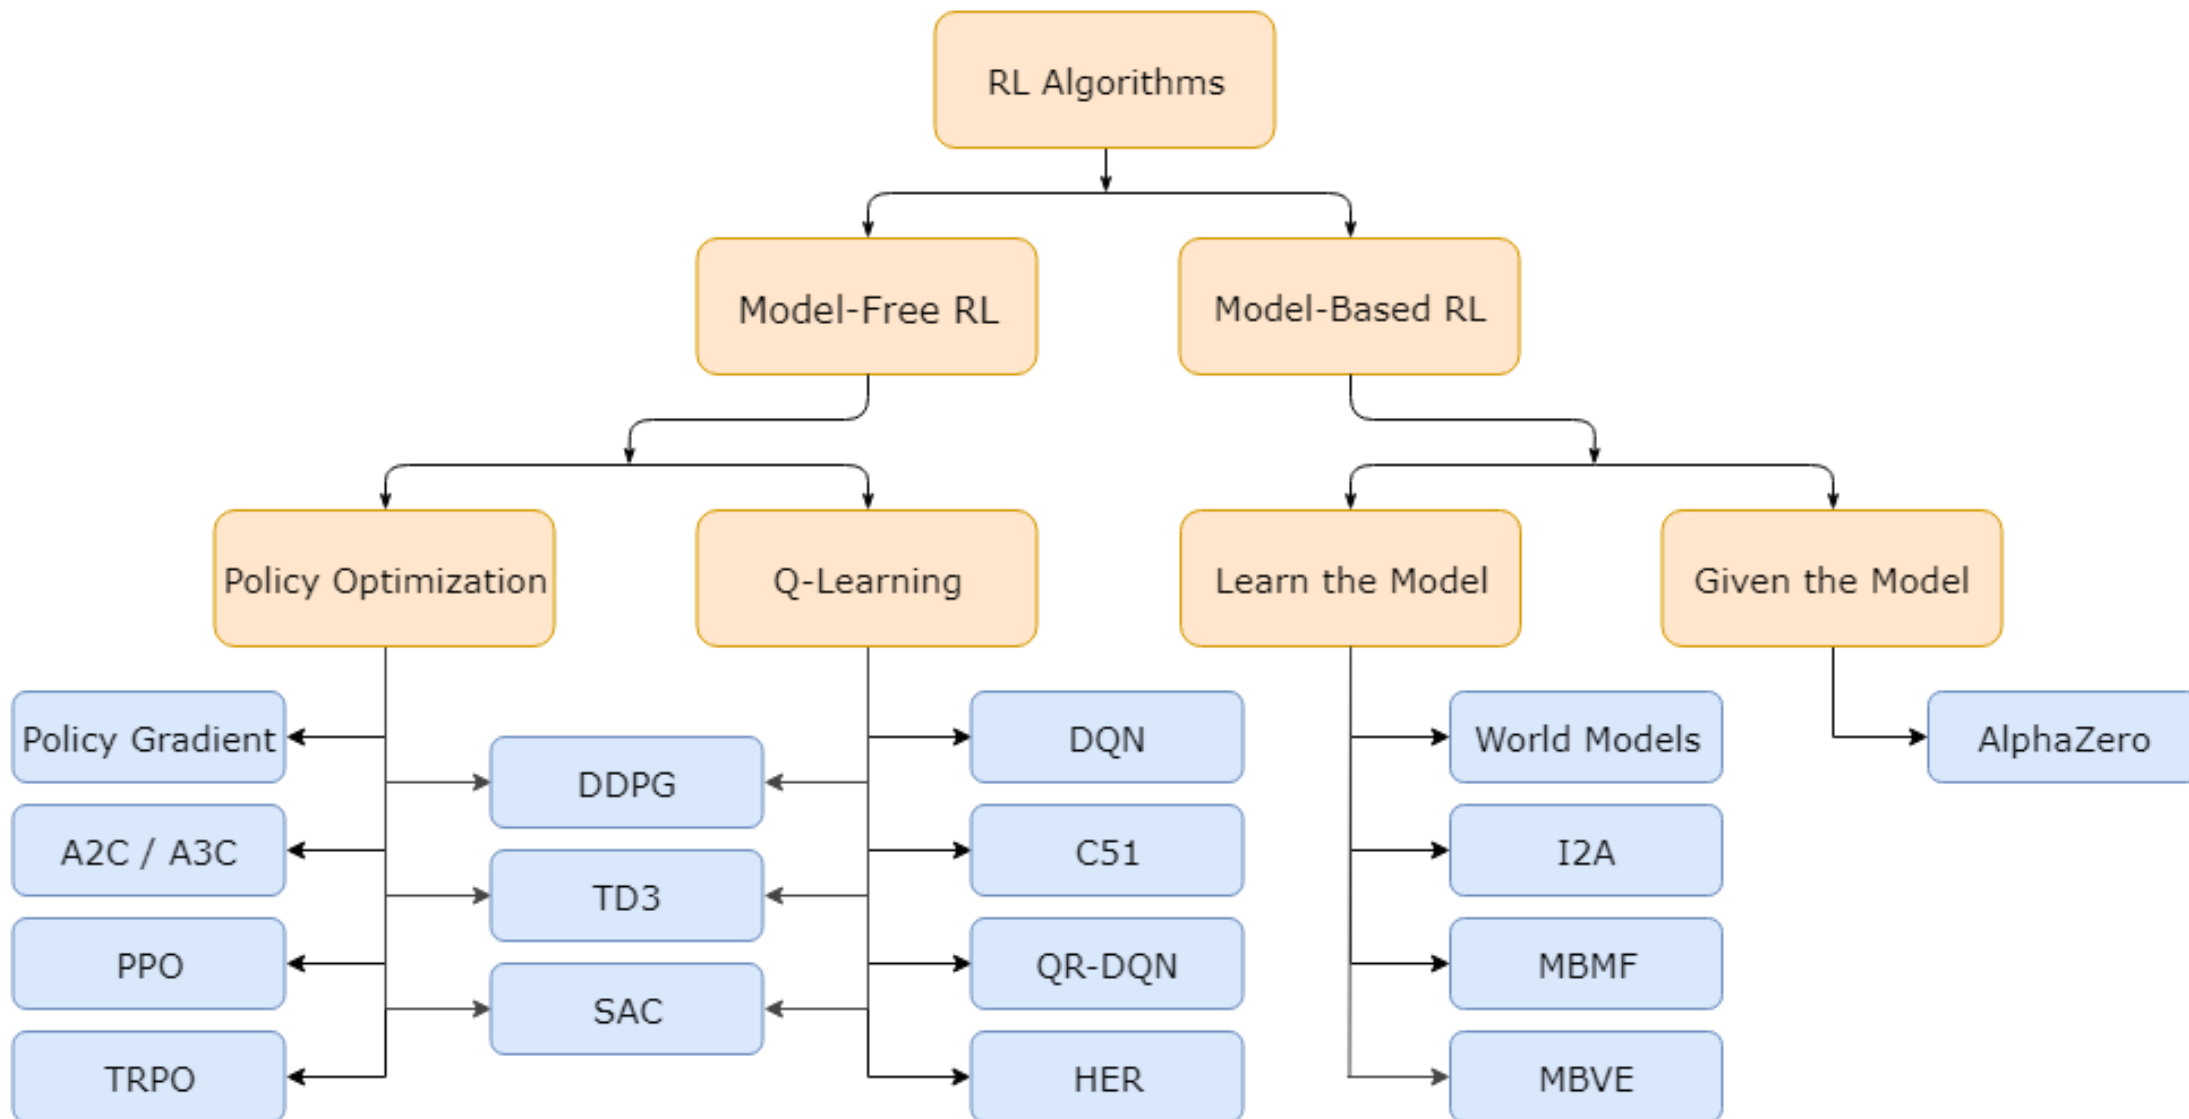 RL Algorithms
Model-Free RL
Model-Based RL
Policy Optimization
Q-Learning
Learn the Model
Given the Model
Policy Gradient
DDPG
DQN
World Models
AlphaZero
A2C / A3C
TD3
C51
I2A
PPO
SAC
QR-DQN
MBMF
TRPO
HER
MBVE